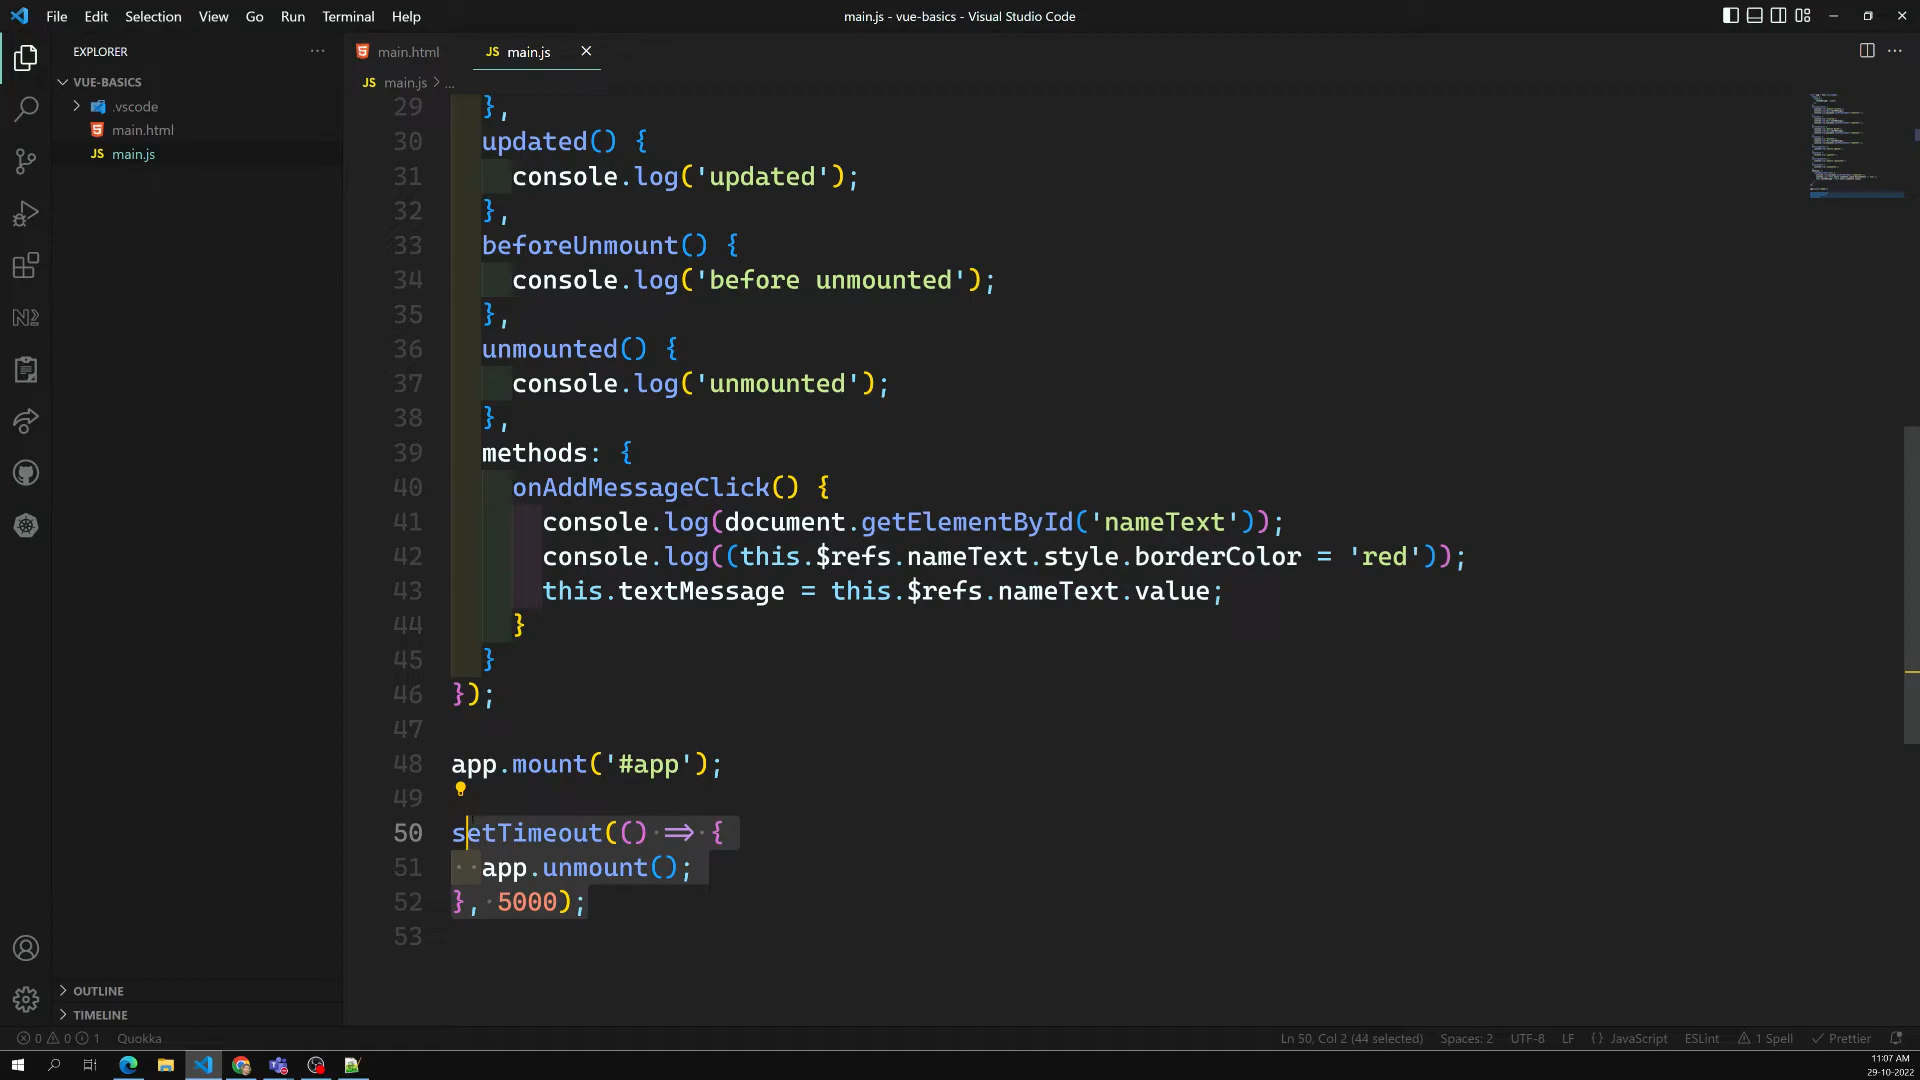 File Edit Selection View Go Run Terminal Help
main.js - vue-basics - Visual Studio Code
EXPLORER
VUE-BASICS
.vscode
main.html
main.js
OUTLINE
TIMELINE
main.html
JS main.js
JS main.js > ...
29 },
30 updated() {
31 console.log('updated');
32 },
33 beforeUnmount() {
34 console.log('before unmounted');
35 },
36 unmounted() {
37 console.log('unmounted');
38 },
39 methods: {
40 onAddMessageClick() {
41 console.log(document.getElementById('nameText'));
42 console.log((this.$refs.nameText.style.borderColor = 'red'));
43 this.textMessage = this.$refs.nameText.value;
44 }
45 }
46 });
47
48 app.mount('#app');
49
50 setTimeout(() => {
51 app.unmount();
52 }, 5000);
53
0 0 1 Quokka
Ln 50, Col 2 (44 selected) Spaces: 2 UTF-8 LF {} JavaScript ESLint 1 Spell Prettier
11:07 AM
29-10-2022